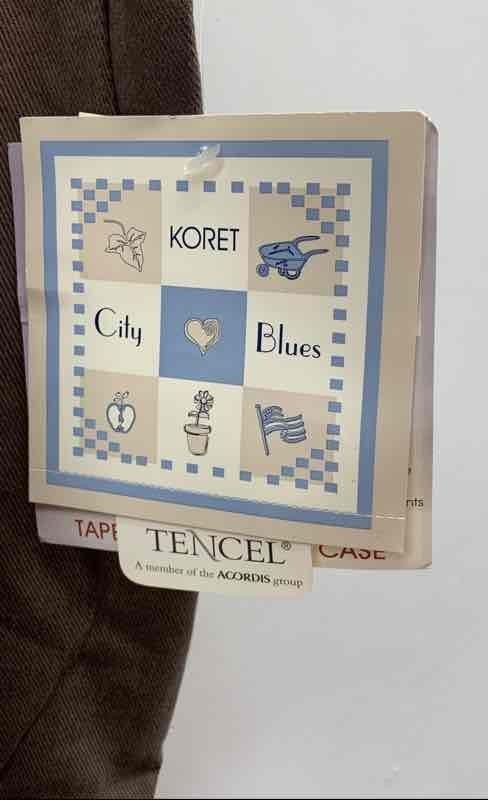 KORET
City Blues
nts
TAPE CASE
TENCEL®
A member of the ACORDIS group